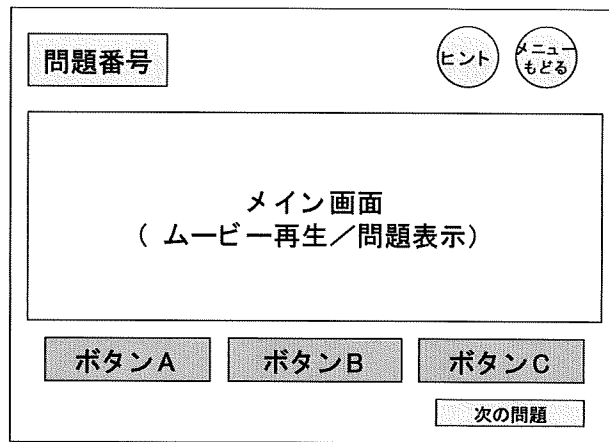 問題番号
ヒント
メニュー
もどる
メイン画面
( ムービー再生／問題表示)
ボタンA
ボタンB
ボタンC
次の問題